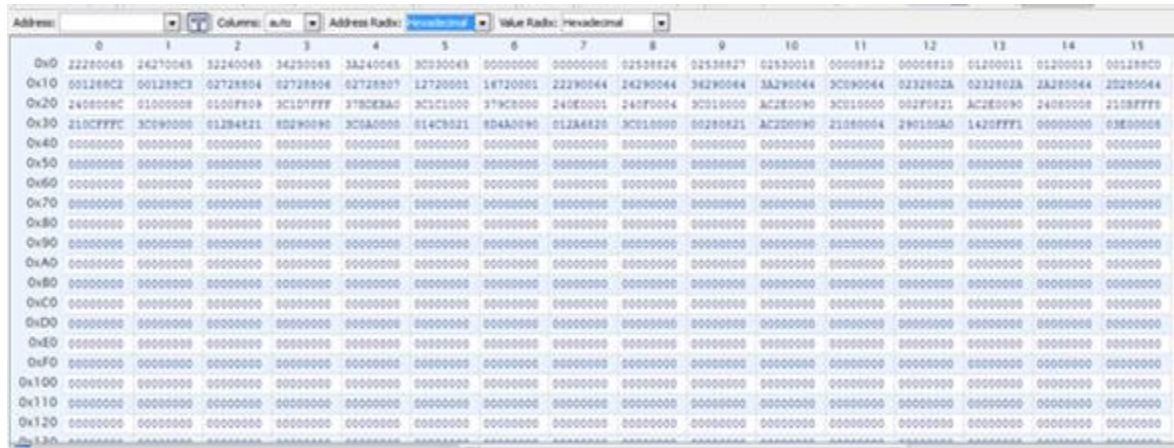 Address: Columns: auto Address Radix: Hexadecimal Value Radix: Hexadecimal
0 1 2 3 4 5 6 7 8 9 10 11 12 13 14 15
0x0 22280065 24270065 32240065 34230065 3A240065 3C030065 00000000 00000000 02538826 02538827 02530018 00008812 00008810 01200011 01200013 001288C0
0x10 001288C2 001288C3 02728804 02728806 02728807 12720001 16720001 22290064 26290064 36290064 3A290064 3C090064 0232802A 0232802A 2A280064 2D280064
0x20 2408008C 01000008 0100F809 3C1D7FFF 37BDEBA0 3C1C1000 379C8000 240E0001 240F0004 3C010000 AC2E0090 3C010000 002F0821 AC2E0090 24080008 210BFFF8
0x30 210CFFFC 3C090000 012B4821 8D290090 3C0A0000 014C5021 8D4A0090 012A6820 3C010000 00280821 AC2D0090 21080004 290100A0 1420FFF1 00000000 03E00008
0x40 00000000 00000000 00000000 00000000 00000000 00000000 00000000 00000000 00000000 00000000 00000000 00000000 00000000 00000000 00000000 00000000
0x50 00000000 00000000 00000000 00000000 00000000 00000000 00000000 00000000 00000000 00000000 00000000 00000000 00000000 00000000 00000000 00000000
0x60 00000000 00000000 00000000 00000000 00000000 00000000 00000000 00000000 00000000 00000000 00000000 00000000 00000000 00000000 00000000 00000000
0x70 00000000 00000000 00000000 00000000 00000000 00000000 00000000 00000000 00000000 00000000 00000000 00000000 00000000 00000000 00000000 00000000
0x80 00000000 00000000 00000000 00000000 00000000 00000000 00000000 00000000 00000000 00000000 00000000 00000000 00000000 00000000 00000000 00000000
0x90 00000000 00000000 00000000 00000000 00000000 00000000 00000000 00000000 00000000 00000000 00000000 00000000 00000000 00000000 00000000 00000000
0xA0 00000000 00000000 00000000 00000000 00000000 00000000 00000000 00000000 00000000 00000000 00000000 00000000 00000000 00000000 00000000 00000000
0xB0 00000000 00000000 00000000 00000000 00000000 00000000 00000000 00000000 00000000 00000000 00000000 00000000 00000000 00000000 00000000 00000000
0xC0 00000000 00000000 00000000 00000000 00000000 00000000 00000000 00000000 00000000 00000000 00000000 00000000 00000000 00000000 00000000 00000000
0xD0 00000000 00000000 00000000 00000000 00000000 00000000 00000000 00000000 00000000 00000000 00000000 00000000 00000000 00000000 00000000 00000000
0xE0 00000000 00000000 00000000 00000000 00000000 00000000 00000000 00000000 00000000 00000000 00000000 00000000 00000000 00000000 00000000 00000000
0xF0 00000000 00000000 00000000 00000000 00000000 00000000 00000000 00000000 00000000 00000000 00000000 00000000 00000000 00000000 00000000 00000000
0x100 00000000 00000000 00000000 00000000 00000000 00000000 00000000 00000000 00000000 00000000 00000000 00000000 00000000 00000000 00000000 00000000
0x110 00000000 00000000 00000000 00000000 00000000 00000000 00000000 00000000 00000000 00000000 00000000 00000000 00000000 00000000 00000000 00000000
0x120 00000000 00000000 00000000 00000000 00000000 00000000 00000000 00000000 00000000 00000000 00000000 00000000 00000000 00000000 00000000 00000000